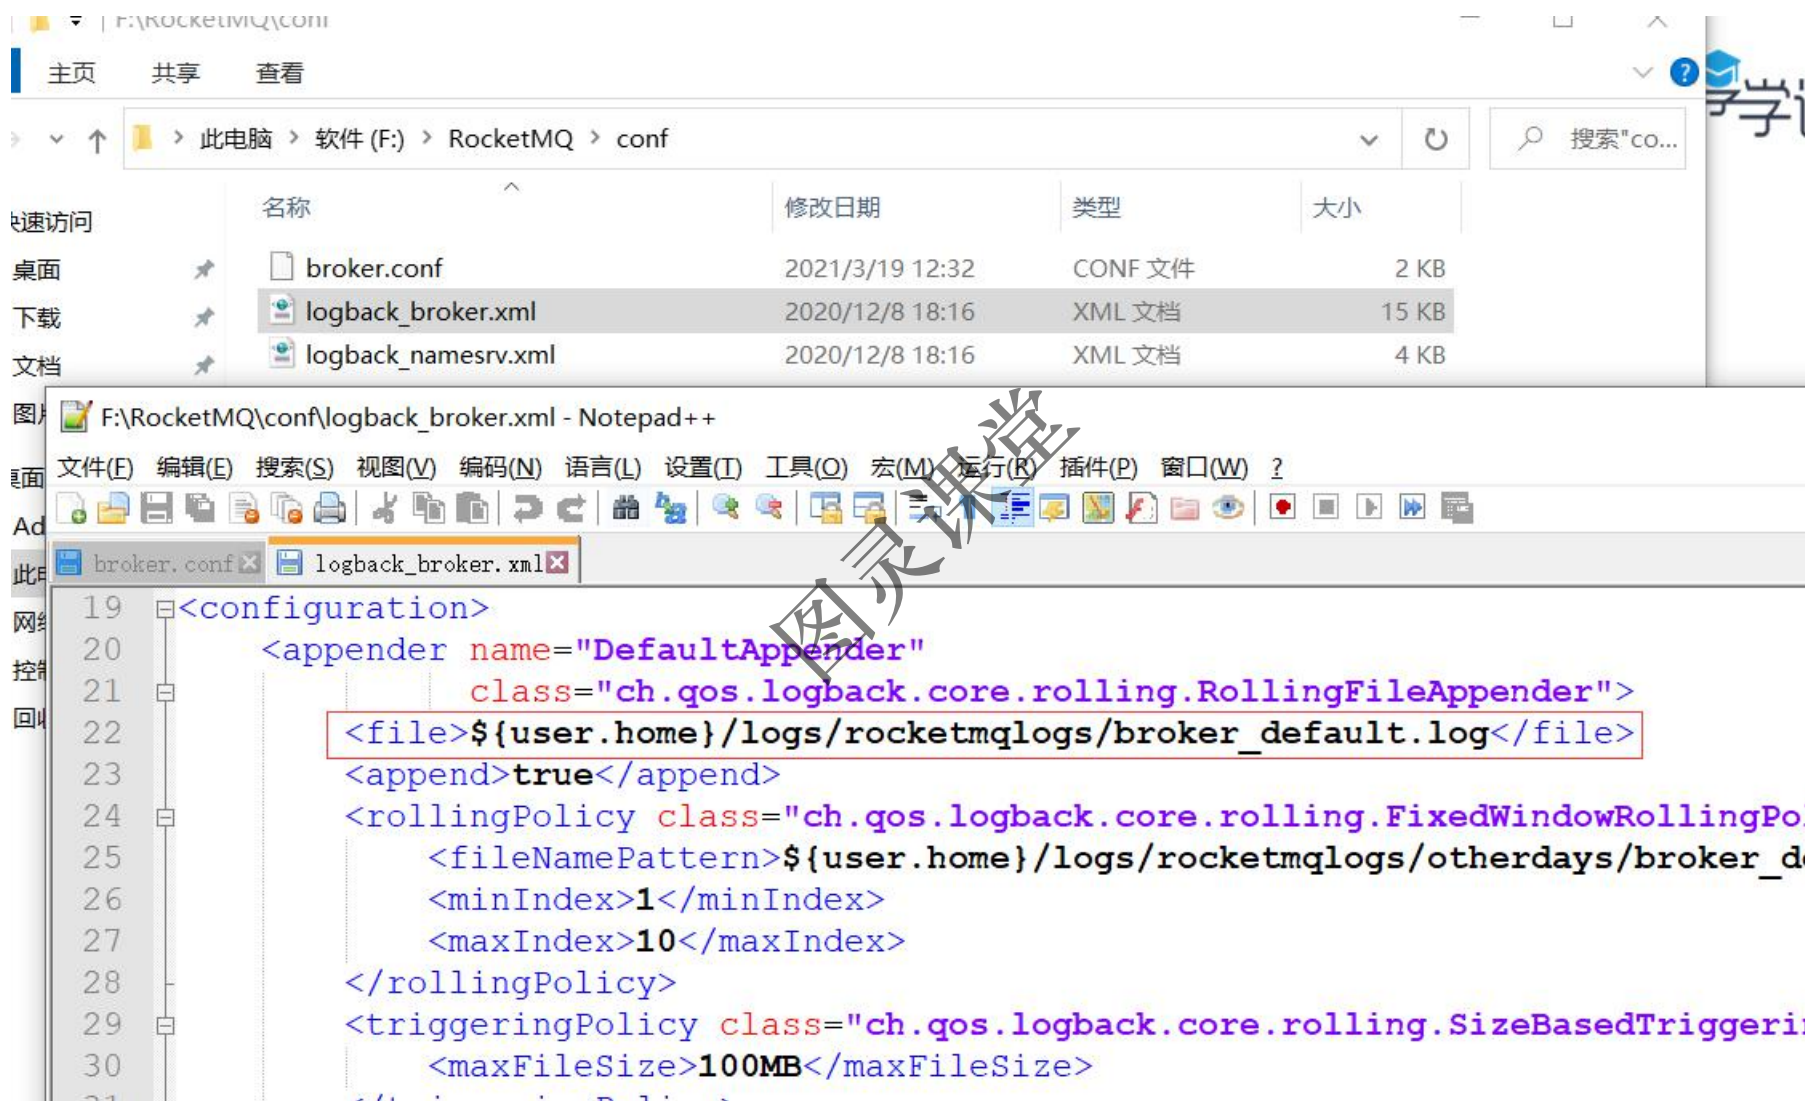 F:\RocketMQ\conf
主页 共享 查看
此电脑 > 软件 (F:) > RocketMQ > conf
搜索"co...
名称 修改日期 类型 大小
快速访问
桌面
下载
文档
broker.conf 2021/3/19 12:32 CONF 文件 2 KB
logback_broker.xml 2020/12/8 18:16 XML 文档 15 KB
logback_namesrv.xml 2020/12/8 18:16 XML 文档 4 KB
F:\RocketMQ\conf\logback_broker.xml - Notepad++
文件(F) 编辑(E) 搜索(S) 视图(V) 编码(N) 语言(L) 设置(T) 工具(O) 宏(M) 运行(R) 插件(P) 窗口(W) ?
broker.conf logback_broker.xml
19 <configuration>
20 <appender name="DefaultAppender"
21 class="ch.qos.logback.core.rolling.RollingFileAppender">
22 <file>${user.home}/logs/rocketmqlogs/broker_default.log</file>
23 <append>true</append>
24 <rollingPolicy class="ch.qos.logback.core.rolling.FixedWindowRollingPo
25 <fileNamePattern>${user.home}/logs/rocketmqlogs/otherdays/broker_de
26 <minIndex>1</minIndex>
27 <maxIndex>10</maxIndex>
28 </rollingPolicy>
29 <triggeringPolicy class="ch.qos.logback.core.rolling.SizeBasedTriggeri
30 <maxFileSize>100MB</maxFileSize>
图灵课堂